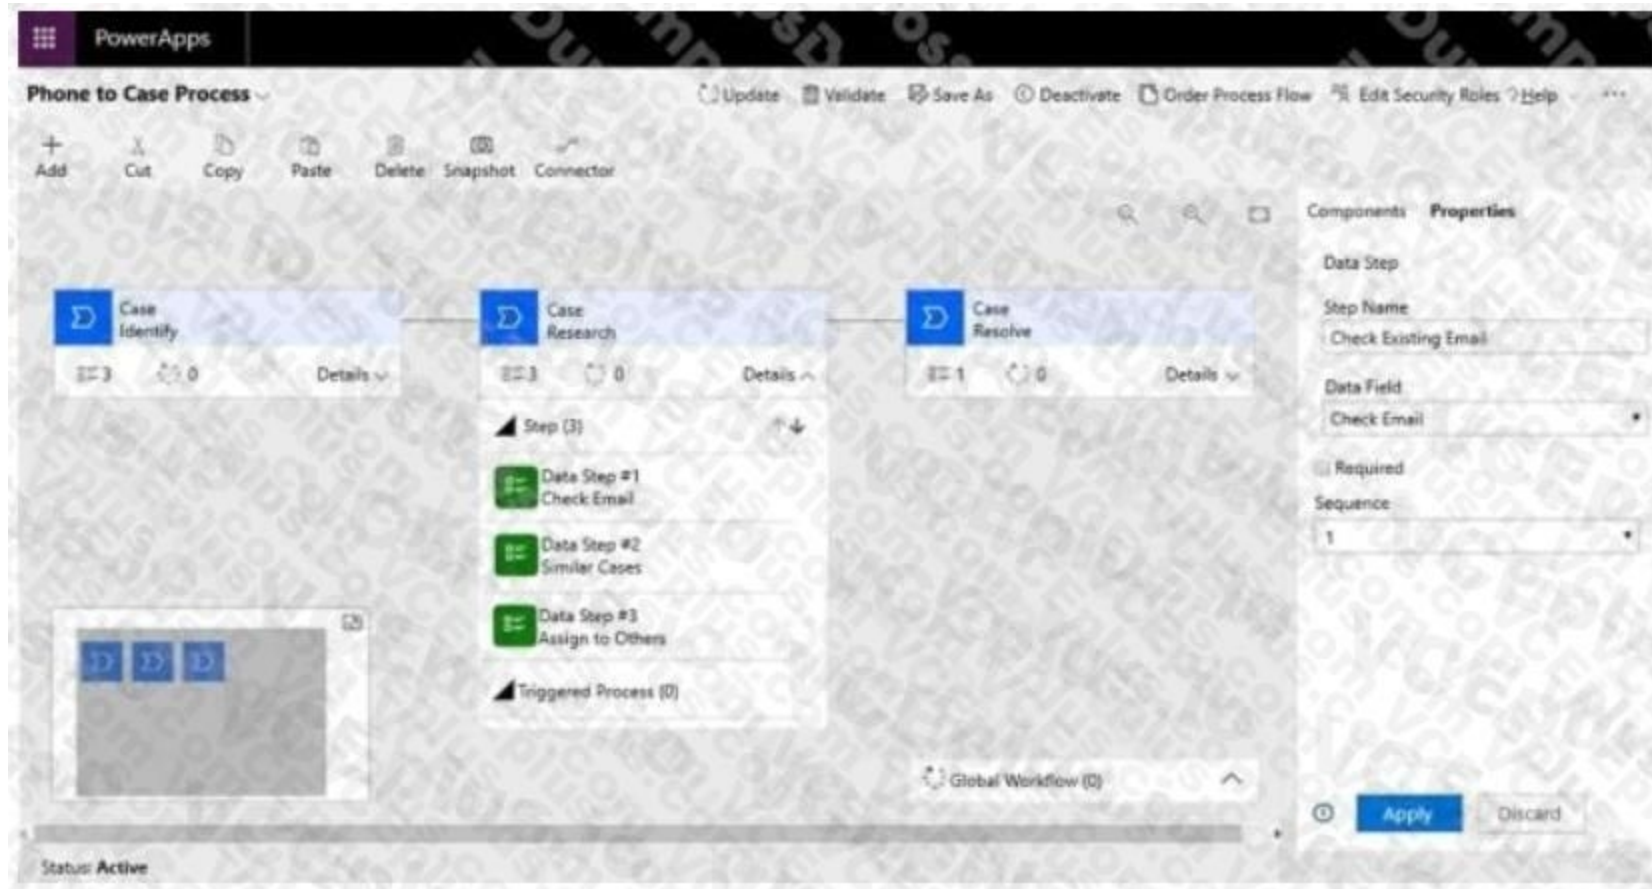 PowerApps
Phone to Case Process
Update Validate Save As Deactivate Order Process Flow Edit Security Roles ? Help ...
Add Cut Copy Paste Delete Snapshot Connector
Components Properties
Data Step
Step Name
Check Existing Email
Data Field
Check Email
Required
Sequence
1
Case
Identify
3 0 Details
Case
Research
3 0 Details
Step (3)
Data Step #1
Check Email
Data Step #2
Similar Cases
Data Step #3
Assign to Others
Triggered Process (0)
Case
Resolve
1 0 Details
Global Workflow (0)
Apply Discard
Status: Active